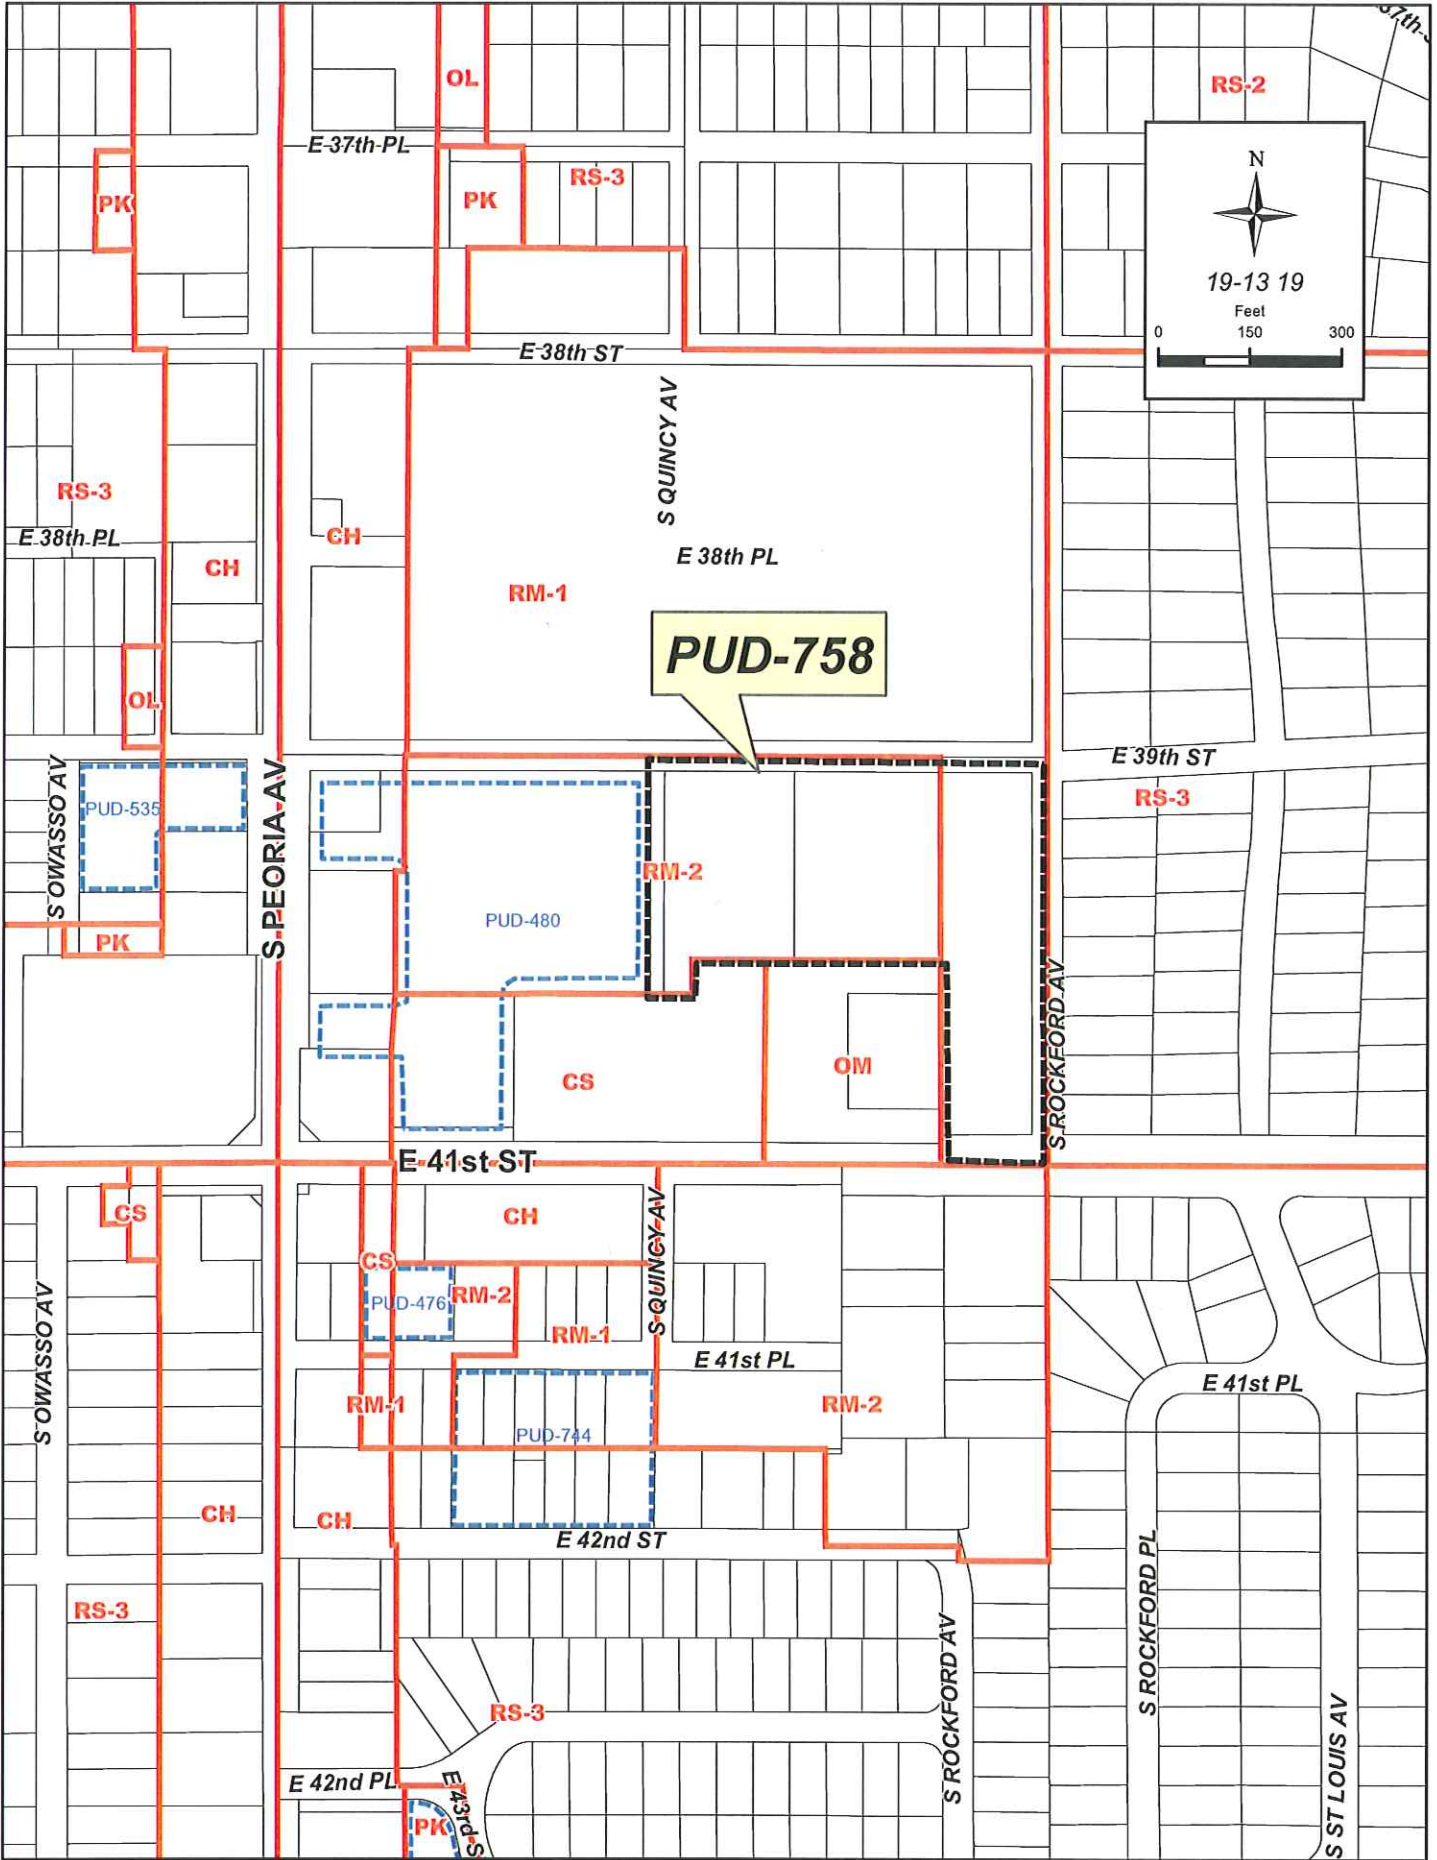 37th
OL
RS-2
E 37th PL
N
PK
PK
RS-3
19-13 19
Feet
0 150 300
E 38th ST
S QUINCY AV
RS-3
E 38th PL
CH
CH
E 38th PL
RM-1
PUD-758
OL
S OWASSO AV
S PEORIA AV
E 39th ST
RS-3
PUD-535
RM-2
PUD-480
PK
S ROCKFORD AV
CS
OM
E 41st ST
CS
CH
S QUINCY AV
CS
PUD-476
RM-2
RM-1
S OWASSO AV
E 41st PL
E 41st PL
RM-1
RM-2
PUD-744
CH
CH
E 42nd ST
S ROCKFORD PL
RS-3
S ROCKFORD AV
RS-3
S ST LOUIS AV
E 42nd PL
E 43rd S
PK